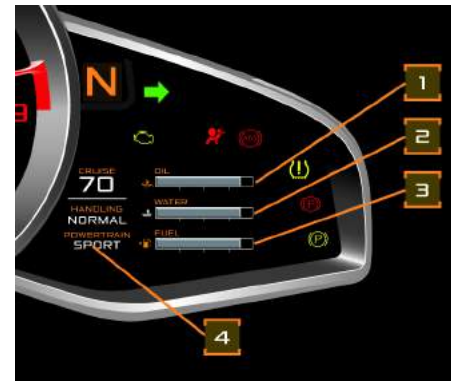 N
1
OIL
2
CRUISE
70
WATER
HANDLING
NORMAL
3
FUEL
POWERTRAIN
SPORT
4